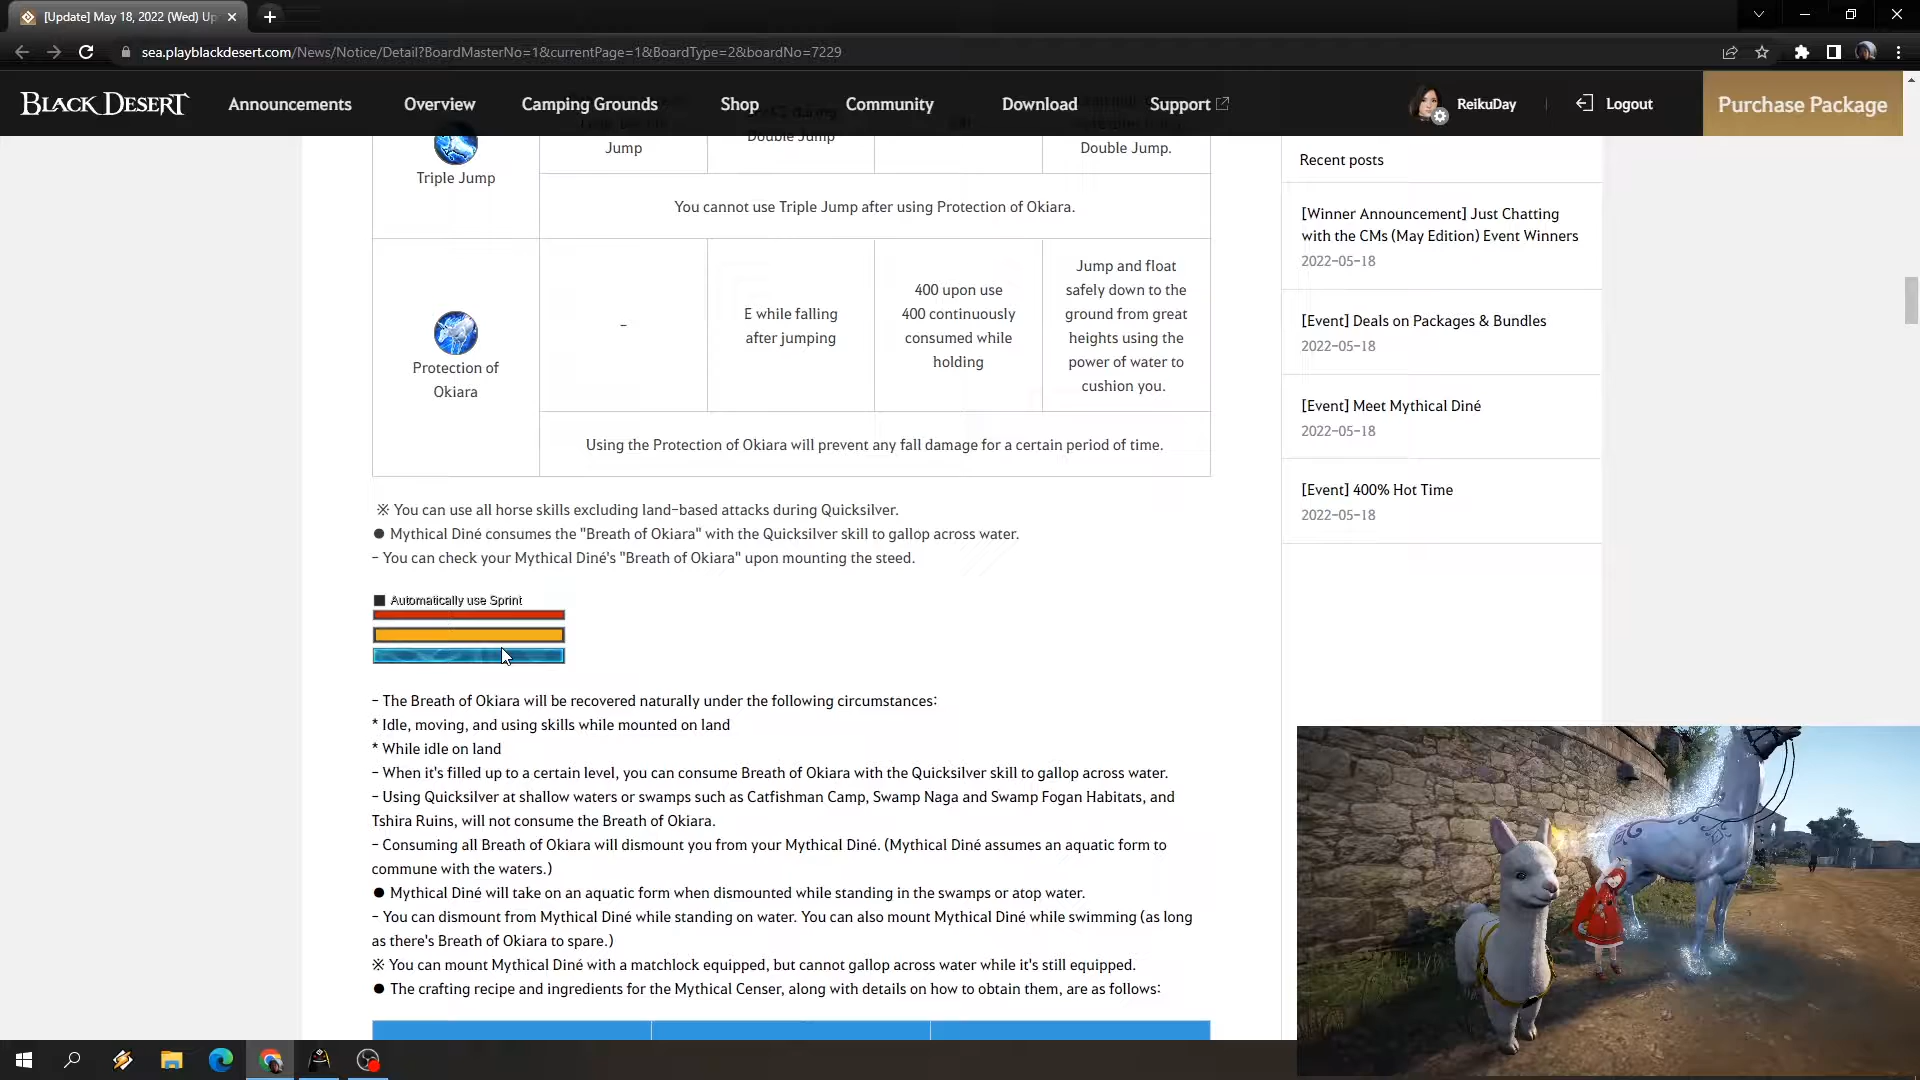 [Update] May 18, 2022 (Wed) Up
sea.playblackdesert.com/News/Notice/Detail?BoardMasterNo=1&currentPage=1&BoardType=2&boardNo=7229
BLACK DESERT
Announcements
Overview
Camping Grounds
Shop
Community
Download
Support
ReikuDay
Logout
Purchase Package
Triple Jump
Jump
Double Jump
Double Jump.
You cannot use Triple Jump after using Protection of Okiara.
Protection of
Okiara
-
E while falling
after jumping
400 upon use
400 continuously
consumed while
holding
Jump and float
safely down to the
ground from great
heights using the
power of water to
cushion you.
Using the Protection of Okiara will prevent any fall damage for a certain period of time.
※ You can use all horse skills excluding land-based attacks during Quicksilver.
● Mythical Diné consumes the "Breath of Okiara" with the Quicksilver skill to gallop across water.
- You can check your Mythical Diné's "Breath of Okiara" upon mounting the steed.
Automatically use Sprint
- The Breath of Okiara will be recovered naturally under the following circumstances:
* Idle, moving, and using skills while mounted on land
* While idle on land
- When it's filled up to a certain level, you can consume Breath of Okiara with the Quicksilver skill to gallop across water.
- Using Quicksilver at shallow waters or swamps such as Catfishman Camp, Swamp Naga and Swamp Fogan Habitats, and
Tshira Ruins, will not consume the Breath of Okiara.
- Consuming all Breath of Okiara will dismount you from your Mythical Diné. (Mythical Diné assumes an aquatic form to
commune with the waters.)
● Mythical Diné will take on an aquatic form when dismounted while standing in the swamps or atop water.
- You can dismount from Mythical Diné while standing on water. You can also mount Mythical Diné while swimming (as long
as there's Breath of Okiara to spare.)
※ You can mount Mythical Diné with a matchlock equipped, but cannot gallop across water while it's still equipped.
● The crafting recipe and ingredients for the Mythical Censer, along with details on how to obtain them, are as follows:
Recent posts
[Winner Announcement] Just Chatting
with the CMs (May Edition) Event Winners
2022-05-18
[Event] Deals on Packages & Bundles
2022-05-18
[Event] Meet Mythical Diné
2022-05-18
[Event] 400% Hot Time
2022-05-18